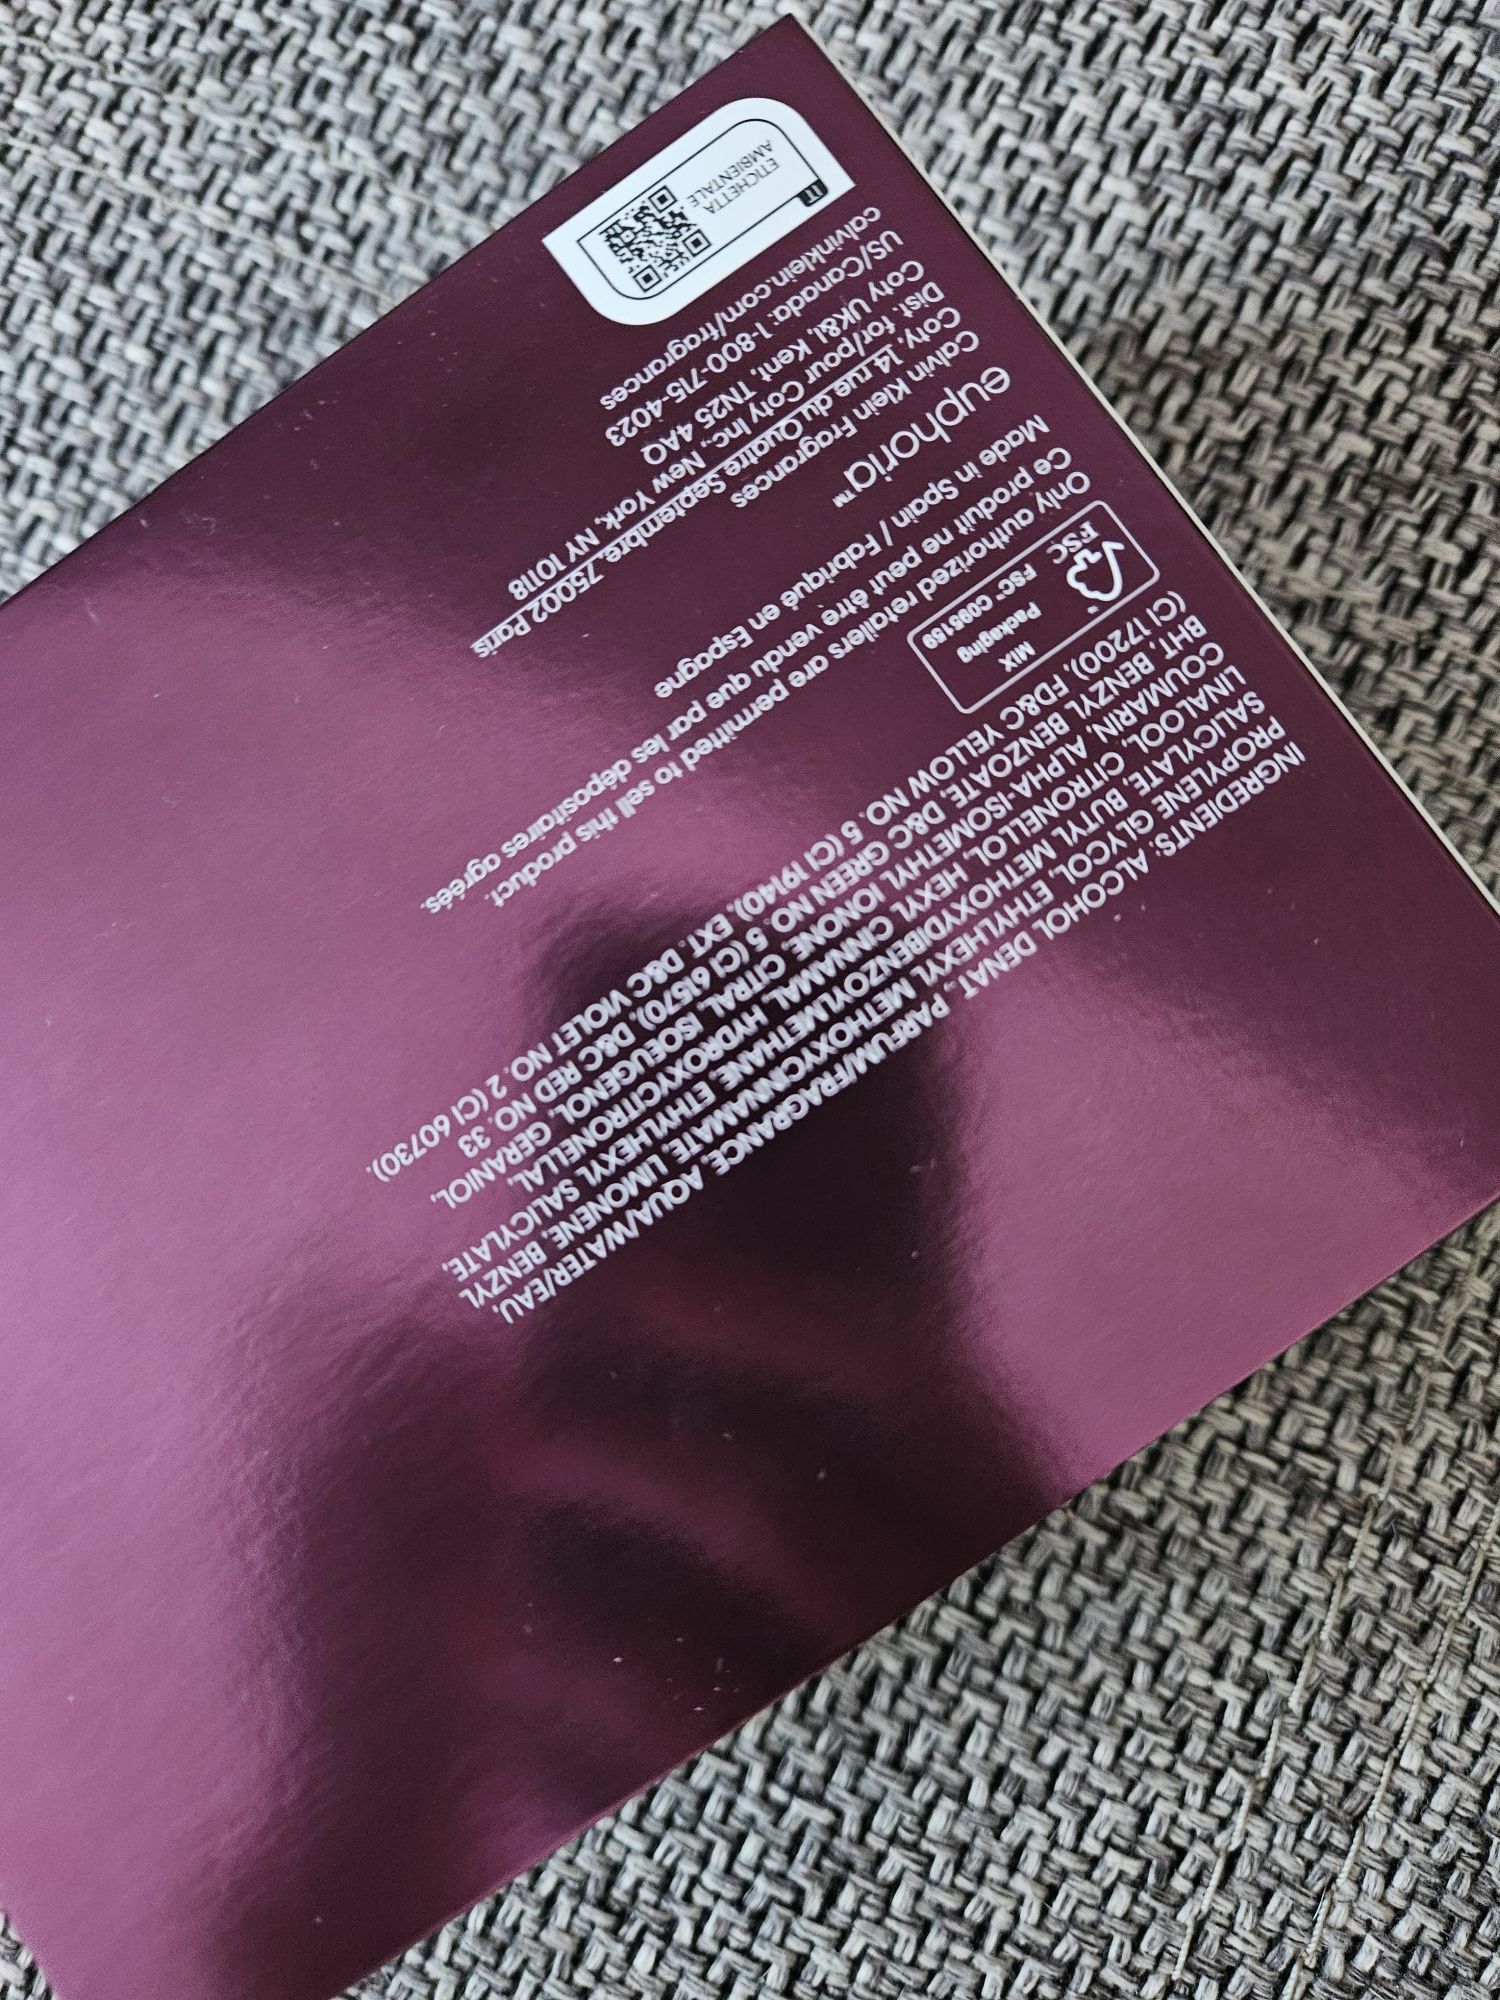 INGREDIENTS: ALCOHOL DENAT., PARFUM/FRAGRANCE, AQUA/WATER/EAU,
PROPYLENE GLYCOL, ETHYLHEXYL METHOXYCINNAMATE, LIMONENE, BENZYL
SALICYLATE, BUTYL METHOXYDIBENZOYLMETHANE, ETHYLHEXYL SALICYLATE,
LINALOOL, CITRONELLOL, HEXYL CINNAMAL, HYDROXYCITRONELLAL,
COUMARIN, ALPHA-ISOMETHYL IONONE, CITRAL, ISOEUGENOL, GERANIOL,
BHT, BENZYL BENZOATE, D&C GREEN NO. 5 (CI 61570), D&C RED NO. 33
(CI 17200), FD&C YELLOW NO. 5 (CI 19140), EXT. D&C VIOLET NO. 2 (CI 60730).
FSC
MIX
Packaging
FSC™ C095159
Only authorized retailers are permitted to sell this product.
Ce produit ne peut être vendu que par les dépositaires agréés.
Made in Spain / Fabriqué en Espagne
euphoria™
Calvin Klein Fragrances
Coty, 14 rue du Quatre Septembre, 75002 Paris
Dist. for/pour Coty Inc., New York, NY 10118
Coty UK&I, Kent, TN25 4AQ
US/Canada: 1-800-715-4023
calvinklein.com/fragrances
IT
ETICHETTA
AMBIENTALE